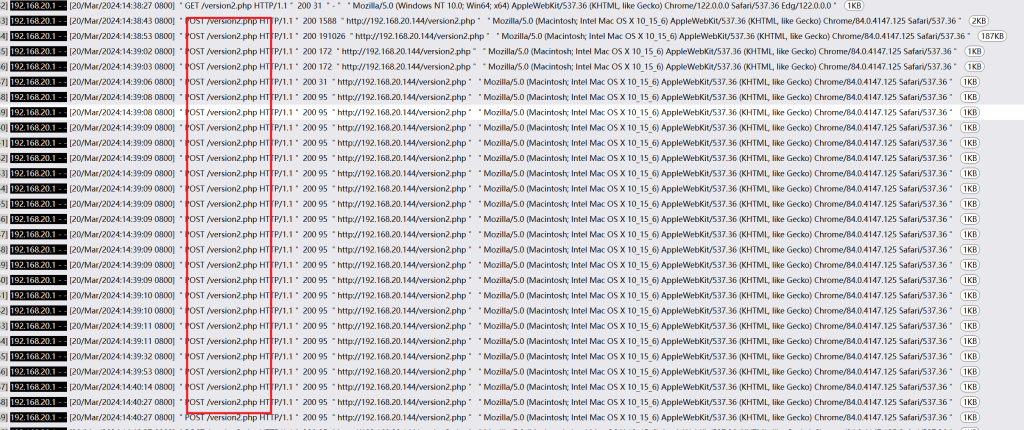 2] 192.168.20.1 - - [20/Mar/2024:14:38:27 0800] " GET /version2.php HTTP/1.1 " 200 31 " - " " Mozilla/5.0 (Windows NT 10.0; Win64; x64) AppleWebKit/537.36 (KHTML, like Gecko) Chrome/122.0.0.0 Safari/537.36 Edg/122.0.0.0 " 1KB
3] 192.168.20.1 - - [20/Mar/2024:14:38:43 0800] " POST /version2.php HTTP/1.1 " 200 1588 " http://192.168.20.144/version2.php " " Mozilla/5.0 (Macintosh; Intel Mac OS X 10_15_6) AppleWebKit/537.36 (KHTML, like Gecko) Chrome/84.0.4147.125 Safari/537.36 " 2KB
4] 192.168.20.1 - - [20/Mar/2024:14:38:53 0800] " POST /version2.php HTTP/1.1 " 200 191026 " http://192.168.20.144/version2.php " " Mozilla/5.0 (Macintosh; Intel Mac OS X 10_15_6) AppleWebKit/537.36 (KHTML, like Gecko) Chrome/84.0.4147.125 Safari/537.36 " 187KB
5] 192.168.20.1 - - [20/Mar/2024:14:39:02 0800] " POST /version2.php HTTP/1.1 " 200 172 " http://192.168.20.144/version2.php " " Mozilla/5.0 (Macintosh; Intel Mac OS X 10_15_6) AppleWebKit/537.36 (KHTML, like Gecko) Chrome/84.0.4147.125 Safari/537.36 " 1KB
6] 192.168.20.1 - - [20/Mar/2024:14:39:03 0800] " POST /version2.php HTTP/1.1 " 200 172 " http://192.168.20.144/version2.php " " Mozilla/5.0 (Macintosh; Intel Mac OS X 10_15_6) AppleWebKit/537.36 (KHTML, like Gecko) Chrome/84.0.4147.125 Safari/537.36 " 1KB
7] 192.168.20.1 - - [20/Mar/2024:14:39:06 0800] " POST /version2.php HTTP/1.1 " 200 31 " http://192.168.20.144/version2.php " " Mozilla/5.0 (Macintosh; Intel Mac OS X 10_15_6) AppleWebKit/537.36 (KHTML, like Gecko) Chrome/84.0.4147.125 Safari/537.36 " 1KB
8] 192.168.20.1 - - [20/Mar/2024:14:39:08 0800] " POST /version2.php HTTP/1.1 " 200 95 " http://192.168.20.144/version2.php " " Mozilla/5.0 (Macintosh; Intel Mac OS X 10_15_6) AppleWebKit/537.36 (KHTML, like Gecko) Chrome/84.0.4147.125 Safari/537.36 " 1KB
9] 192.168.20.1 - - [20/Mar/2024:14:39:08 0800] " POST /version2.php HTTP/1.1 " 200 95 " http://192.168.20.144/version2.php " " Mozilla/5.0 (Macintosh; Intel Mac OS X 10_15_6) AppleWebKit/537.36 (KHTML, like Gecko) Chrome/84.0.4147.125 Safari/537.36 " 1KB
0] 192.168.20.1 - - [20/Mar/2024:14:39:09 0800] " POST /version2.php HTTP/1.1 " 200 95 " http://192.168.20.144/version2.php " " Mozilla/5.0 (Macintosh; Intel Mac OS X 10_15_6) AppleWebKit/537.36 (KHTML, like Gecko) Chrome/84.0.4147.125 Safari/537.36 " 1KB
1] 192.168.20.1 - - [20/Mar/2024:14:39:09 0800] " POST /version2.php HTTP/1.1 " 200 95 " http://192.168.20.144/version2.php " " Mozilla/5.0 (Macintosh; Intel Mac OS X 10_15_6) AppleWebKit/537.36 (KHTML, like Gecko) Chrome/84.0.4147.125 Safari/537.36 " 1KB
2] 192.168.20.1 - - [20/Mar/2024:14:39:09 0800] " POST /version2.php HTTP/1.1 " 200 95 " http://192.168.20.144/version2.php " " Mozilla/5.0 (Macintosh; Intel Mac OS X 10_15_6) AppleWebKit/537.36 (KHTML, like Gecko) Chrome/84.0.4147.125 Safari/537.36 " 1KB
3] 192.168.20.1 - - [20/Mar/2024:14:39:09 0800] " POST /version2.php HTTP/1.1 " 200 95 " http://192.168.20.144/version2.php " " Mozilla/5.0 (Macintosh; Intel Mac OS X 10_15_6) AppleWebKit/537.36 (KHTML, like Gecko) Chrome/84.0.4147.125 Safari/537.36 " 1KB
4] 192.168.20.1 - - [20/Mar/2024:14:39:09 0800] " POST /version2.php HTTP/1.1 " 200 95 " http://192.168.20.144/version2.php " " Mozilla/5.0 (Macintosh; Intel Mac OS X 10_15_6) AppleWebKit/537.36 (KHTML, like Gecko) Chrome/84.0.4147.125 Safari/537.36 " 1KB
5] 192.168.20.1 - - [20/Mar/2024:14:39:09 0800] " POST /version2.php HTTP/1.1 " 200 95 " http://192.168.20.144/version2.php " " Mozilla/5.0 (Macintosh; Intel Mac OS X 10_15_6) AppleWebKit/537.36 (KHTML, like Gecko) Chrome/84.0.4147.125 Safari/537.36 " 1KB
6] 192.168.20.1 - - [20/Mar/2024:14:39:09 0800] " POST /version2.php HTTP/1.1 " 200 95 " http://192.168.20.144/version2.php " " Mozilla/5.0 (Macintosh; Intel Mac OS X 10_15_6) AppleWebKit/537.36 (KHTML, like Gecko) Chrome/84.0.4147.125 Safari/537.36 " 1KB
7] 192.168.20.1 - - [20/Mar/2024:14:39:09 0800] " POST /version2.php HTTP/1.1 " 200 95 " http://192.168.20.144/version2.php " " Mozilla/5.0 (Macintosh; Intel Mac OS X 10_15_6) AppleWebKit/537.36 (KHTML, like Gecko) Chrome/84.0.4147.125 Safari/537.36 " 1KB
8] 192.168.20.1 - - [20/Mar/2024:14:39:09 0800] " POST /version2.php HTTP/1.1 " 200 95 " http://192.168.20.144/version2.php " " Mozilla/5.0 (Macintosh; Intel Mac OS X 10_15_6) AppleWebKit/537.36 (KHTML, like Gecko) Chrome/84.0.4147.125 Safari/537.36 " 1KB
9] 192.168.20.1 - - [20/Mar/2024:14:39:09 0800] " POST /version2.php HTTP/1.1 " 200 95 " http://192.168.20.144/version2.php " " Mozilla/5.0 (Macintosh; Intel Mac OS X 10_15_6) AppleWebKit/537.36 (KHTML, like Gecko) Chrome/84.0.4147.125 Safari/537.36 " 1KB
0] 192.168.20.1 - - [20/Mar/2024:14:39:09 0800] " POST /version2.php HTTP/1.1 " 200 95 " http://192.168.20.144/version2.php " " Mozilla/5.0 (Macintosh; Intel Mac OS X 10_15_6) AppleWebKit/537.36 (KHTML, like Gecko) Chrome/84.0.4147.125 Safari/537.36 " 1KB
1] 192.168.20.1 - - [20/Mar/2024:14:39:10 0800] " POST /version2.php HTTP/1.1 " 200 95 " http://192.168.20.144/version2.php " " Mozilla/5.0 (Macintosh; Intel Mac OS X 10_15_6) AppleWebKit/537.36 (KHTML, like Gecko) Chrome/84.0.4147.125 Safari/537.36 " 1KB
2] 192.168.20.1 - - [20/Mar/2024:14:39:10 0800] " POST /version2.php HTTP/1.1 " 200 95 " http://192.168.20.144/version2.php " " Mozilla/5.0 (Macintosh; Intel Mac OS X 10_15_6) AppleWebKit/537.36 (KHTML, like Gecko) Chrome/84.0.4147.125 Safari/537.36 " 1KB
3] 192.168.20.1 - - [20/Mar/2024:14:39:11 0800] " POST /version2.php HTTP/1.1 " 200 95 " http://192.168.20.144/version2.php " " Mozilla/5.0 (Macintosh; Intel Mac OS X 10_15_6) AppleWebKit/537.36 (KHTML, like Gecko) Chrome/84.0.4147.125 Safari/537.36 " 1KB
4] 192.168.20.1 - - [20/Mar/2024:14:39:11 0800] " POST /version2.php HTTP/1.1 " 200 95 " http://192.168.20.144/version2.php " " Mozilla/5.0 (Macintosh; Intel Mac OS X 10_15_6) AppleWebKit/537.36 (KHTML, like Gecko) Chrome/84.0.4147.125 Safari/537.36 " 1KB
5] 192.168.20.1 - - [20/Mar/2024:14:39:32 0800] " POST /version2.php HTTP/1.1 " 200 95 " http://192.168.20.144/version2.php " " Mozilla/5.0 (Macintosh; Intel Mac OS X 10_15_6) AppleWebKit/537.36 (KHTML, like Gecko) Chrome/84.0.4147.125 Safari/537.36 " 1KB
6] 192.168.20.1 - - [20/Mar/2024:14:39:53 0800] " POST /version2.php HTTP/1.1 " 200 95 " http://192.168.20.144/version2.php " " Mozilla/5.0 (Macintosh; Intel Mac OS X 10_15_6) AppleWebKit/537.36 (KHTML, like Gecko) Chrome/84.0.4147.125 Safari/537.36 " 1KB
7] 192.168.20.1 - - [20/Mar/2024:14:40:14 0800] " POST /version2.php HTTP/1.1 " 200 95 " http://192.168.20.144/version2.php " " Mozilla/5.0 (Macintosh; Intel Mac OS X 10_15_6) AppleWebKit/537.36 (KHTML, like Gecko) Chrome/84.0.4147.125 Safari/537.36 " 1KB
8] 192.168.20.1 - - [20/Mar/2024:14:40:27 0800] " POST /version2.php HTTP/1.1 " 200 95 " http://192.168.20.144/version2.php " " Mozilla/5.0 (Macintosh; Intel Mac OS X 10_15_6) AppleWebKit/537.36 (KHTML, like Gecko) Chrome/84.0.4147.125 Safari/537.36 " 1KB
9] 192.168.20.1 - - [20/Mar/2024:14:40:27 0800] " POST /version2.php HTTP/1.1 " 200 95 " http://192.168.20.144/version2.php " " Mozilla/5.0 (Macintosh; Intel Mac OS X 10_15_6) AppleWebKit/537.36 (KHTML, like Gecko) Chrome/84.0.4147.125 Safari/537.36 " 1KB